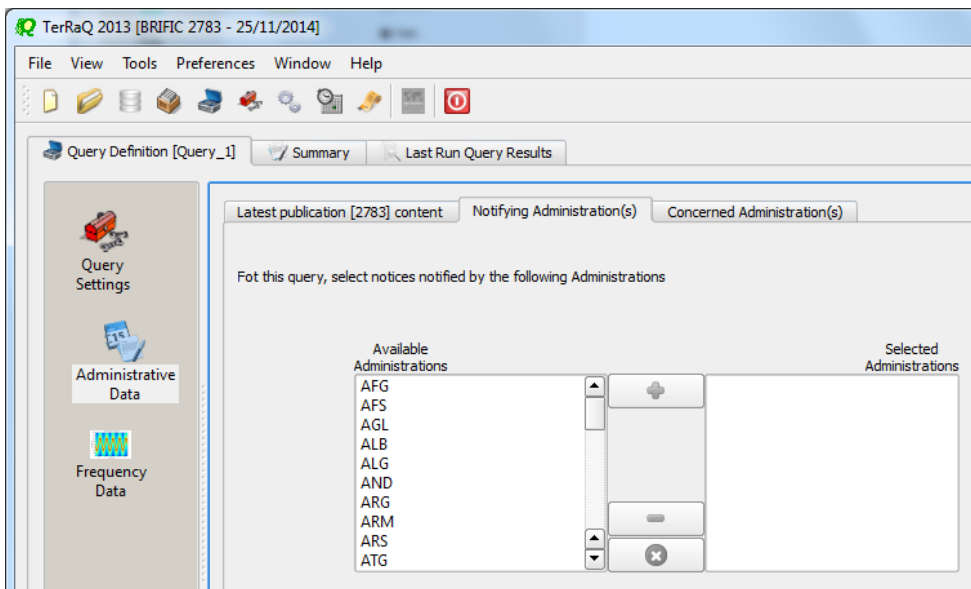 TerRaQ 2013 [BRIFIC 2783 - 25/11/2014]
File View Tools Preferences Window Help
Query Definition [Query_1] Summary Last Run Query Results
Latest publication [2783] content Notifying Administration(s) Concerned Administration(s)
Query
Settings
Fot this query, select notices notified by the following Administrations
Administrative
Data
Frequency
Data
Available
Administrations
AFG
AFS
AGL
ALB
ALG
AND
ARG
ARM
ARS
ATG
Selected
Administrations